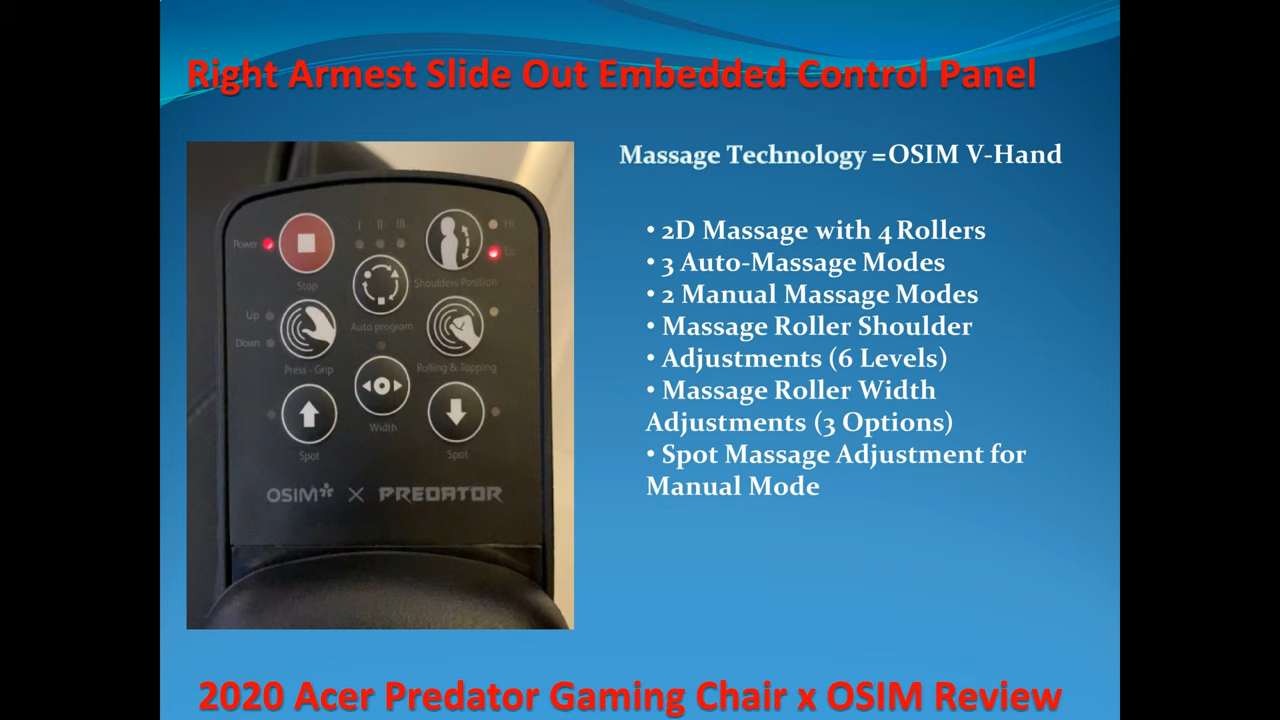 Right Armest Slide Out Embedded Control Panel
Massage Technology =OSIM V-Hand
• 2D Massage with 4 Rollers
• 3 Auto-Massage Modes
• 2 Manual Massage Modes
• Massage Roller Shoulder
• Adjustments (6 Levels)
• Massage Roller Width
Adjustments (3 Options)
• Spot Massage Adjustment for
Manual Mode
I II III Hi
Power Lo
Stop Shoulders Position
Up Auto program
Down
Press - Grip Rolling & Tapping
Width
Spot Spot
OSIM X PREDATOR
2020 Acer Predator Gaming Chair x OSIM Review